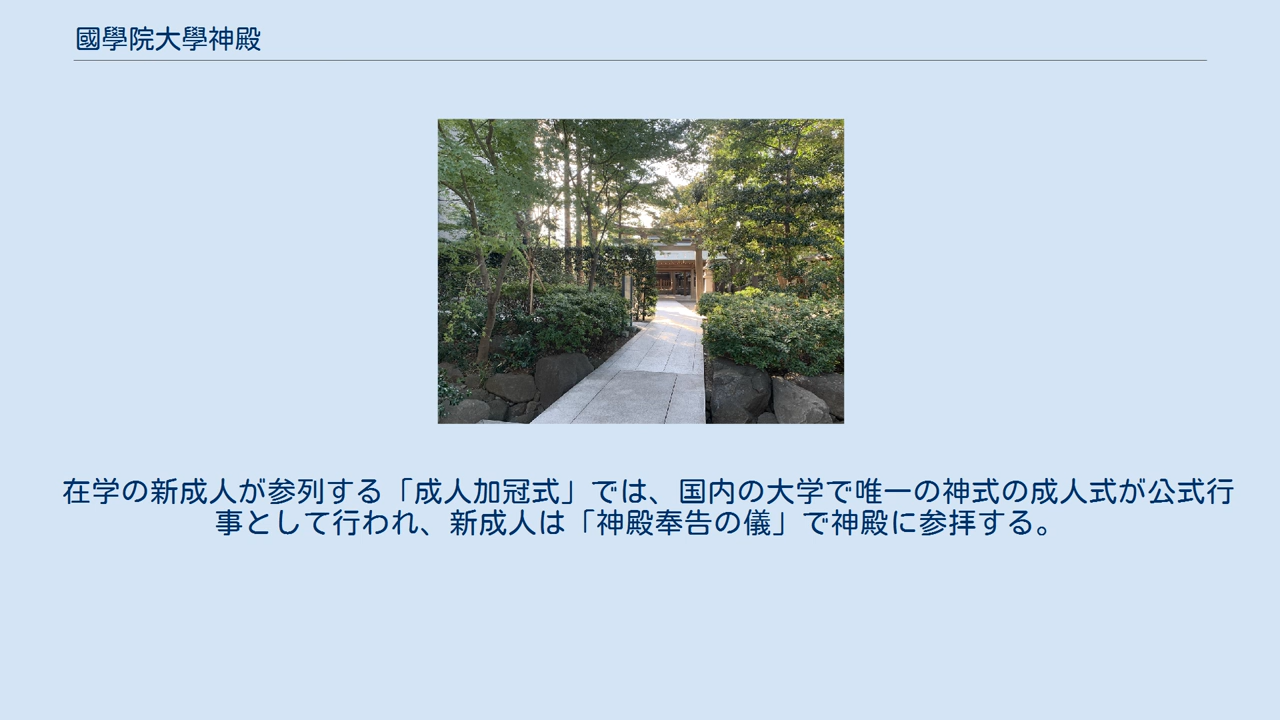 國學院大學神殿
在学の新成人が参列する「成人加冠式」では、国内の大学で唯一の神式の成人式が公式行
事として行われ、新成人は「神殿奉告の儀」で神殿に参拝する。